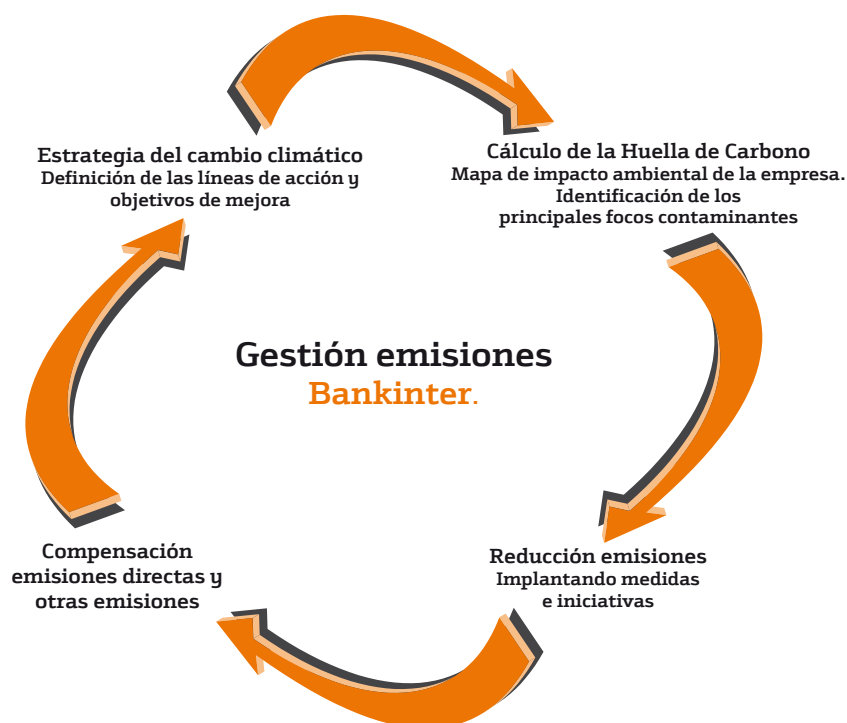 Estrategia del cambio climático
Definición de las líneas de acción y
objetivos de mejora
Cálculo de la Huella de Carbono
Mapa de impacto ambiental de la empresa.
Identificación de los
principales focos contaminantes
Gestión emisiones
Bankinter.
Compensación
emisiones directas y
otras emisiones
Reducción emisiones
Implantando medidas
e iniciativas